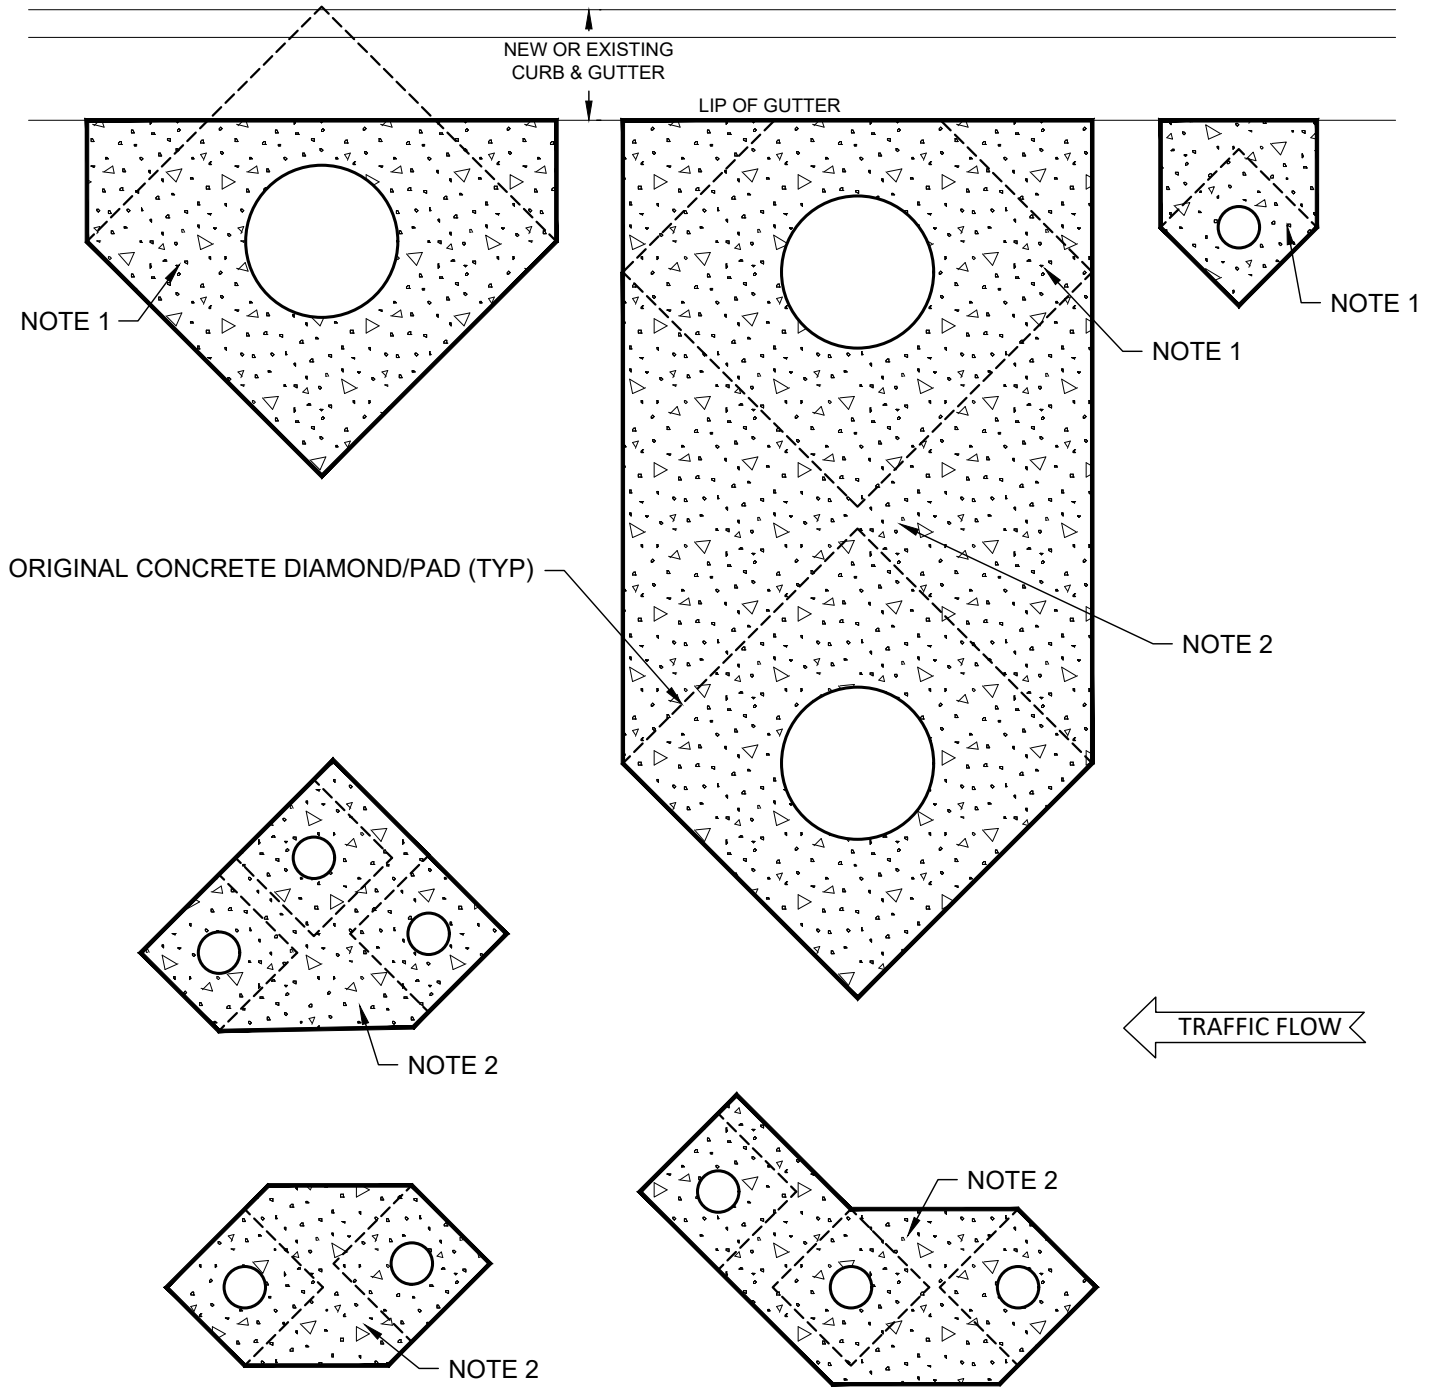 NEW OR EXISTING
CURB & GUTTER
LIP OF GUTTER
NOTE 1
NOTE 1
NOTE 1
ORIGINAL CONCRETE DIAMOND/PAD (TYP)
NOTE 2
TRAFFIC FLOW
NOTE 2
NOTE 2
NOTE 2